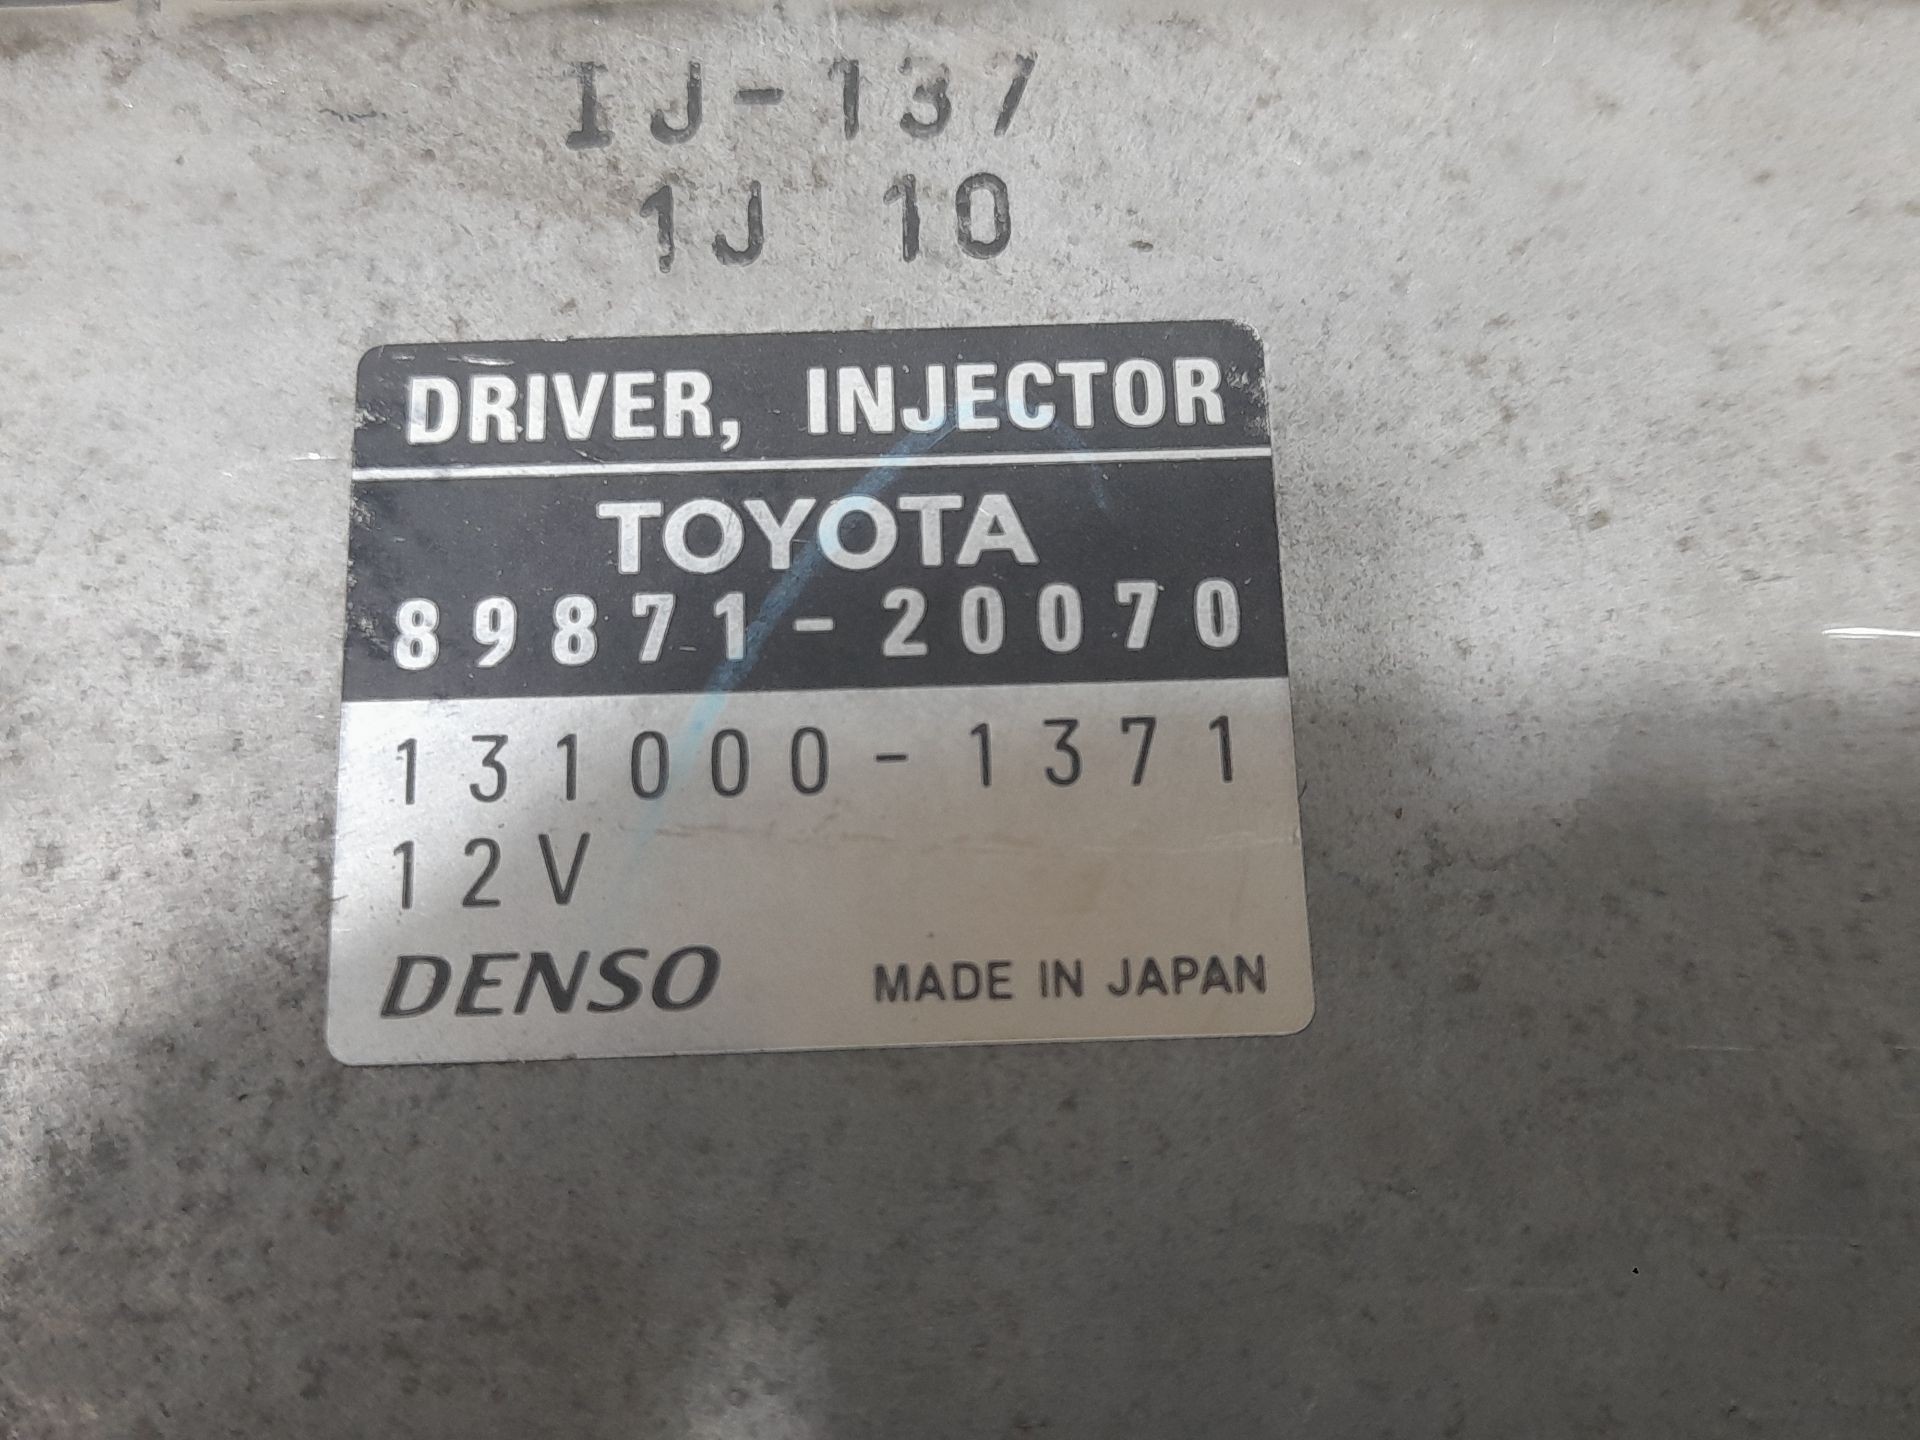 IJ-137
1J 10
DRIVER, INJECTOR
TOYOTA
89871-20070
131000-1371
12V
DENSO MADE IN JAPAN